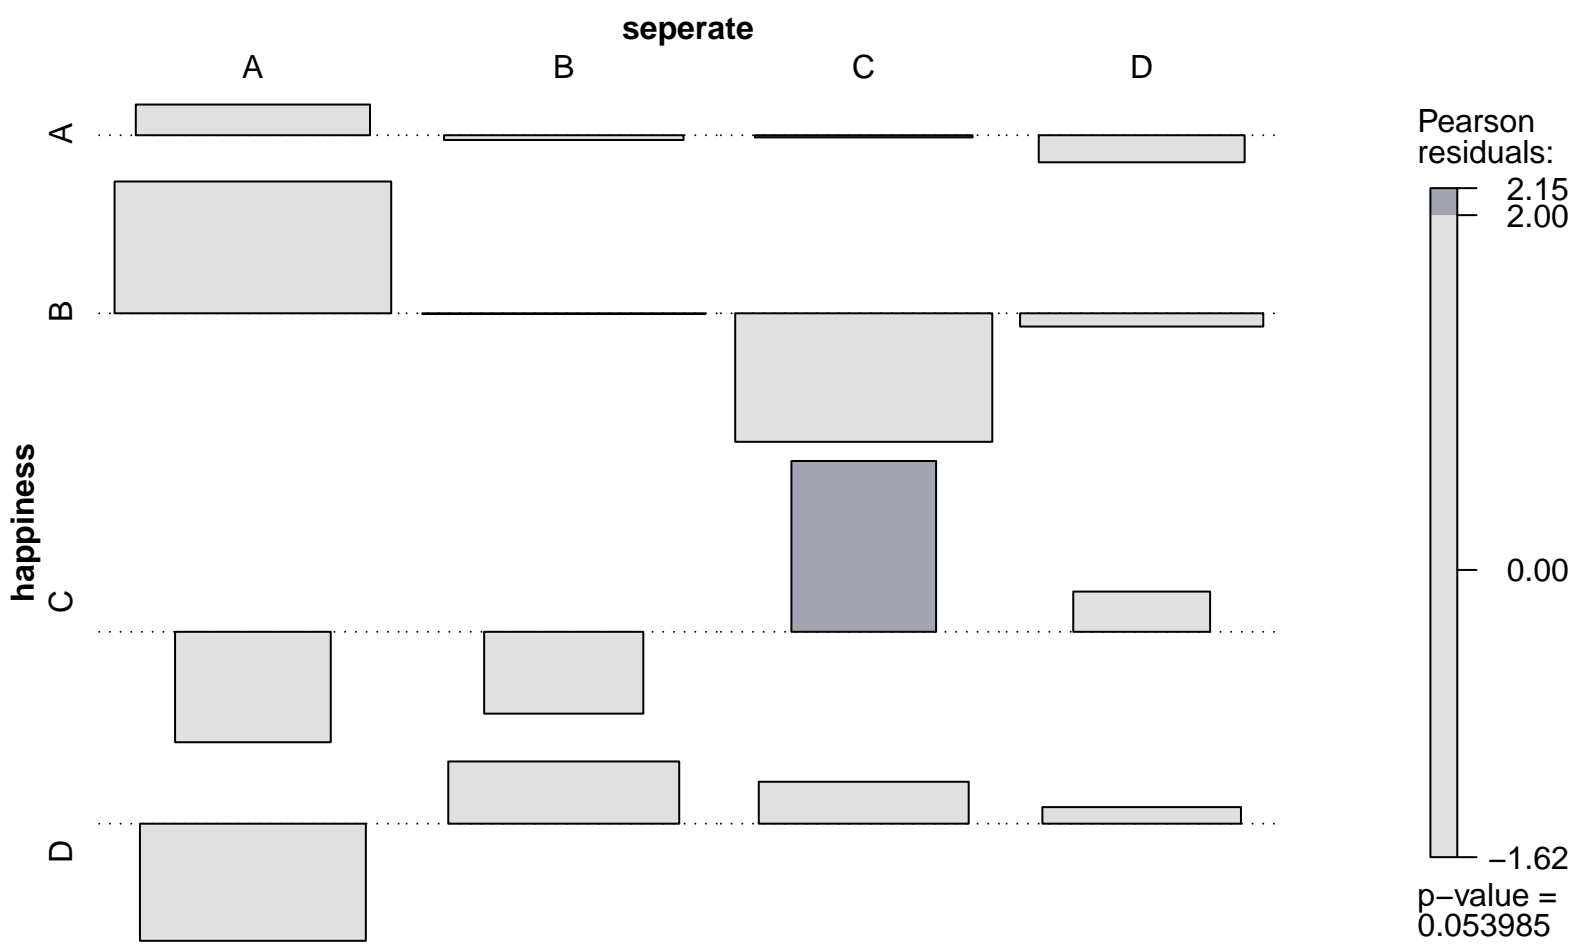 seperate
A B C D
A
B
happiness
C
D
Pearson
residuals:
2.15
2.00
0.00
−1.62
p−value =
0.053985